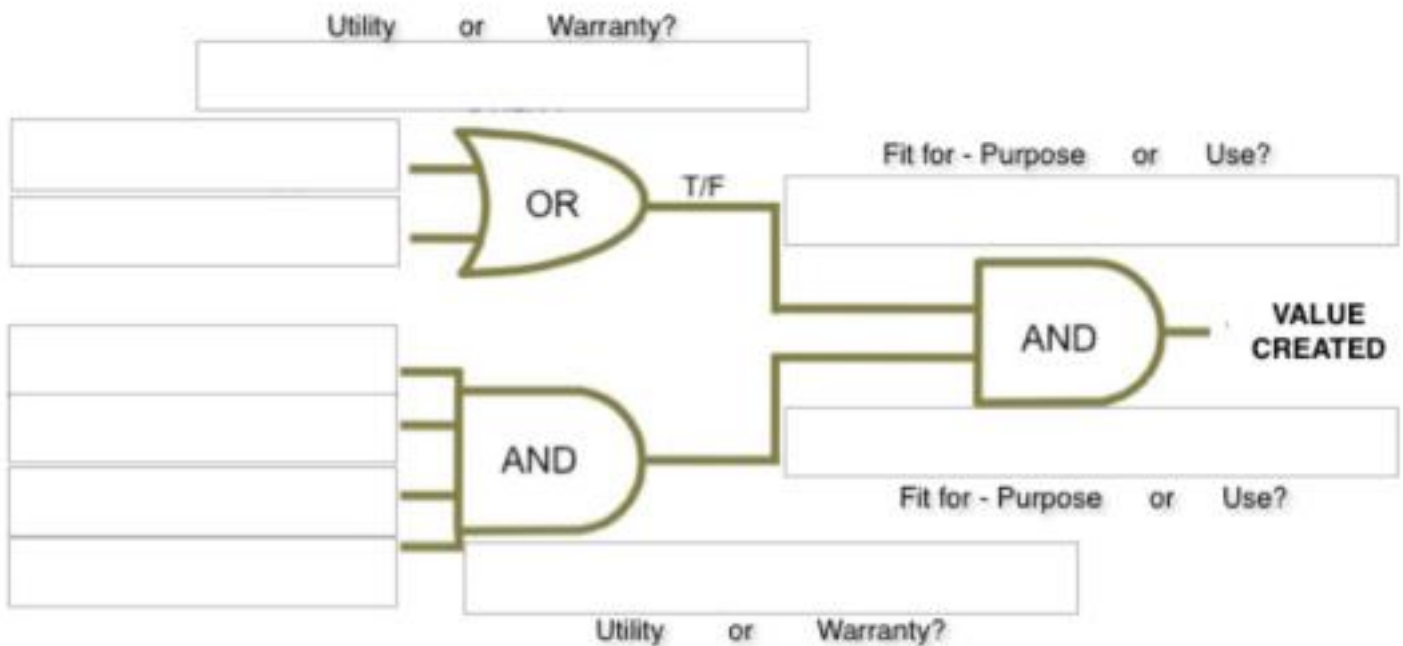 Utility or Warranty?
OR
T/F
Fit for - Purpose or Use?
AND
VALUE
CREATED
AND
Fit for - Purpose or Use?
Utility or Warranty?